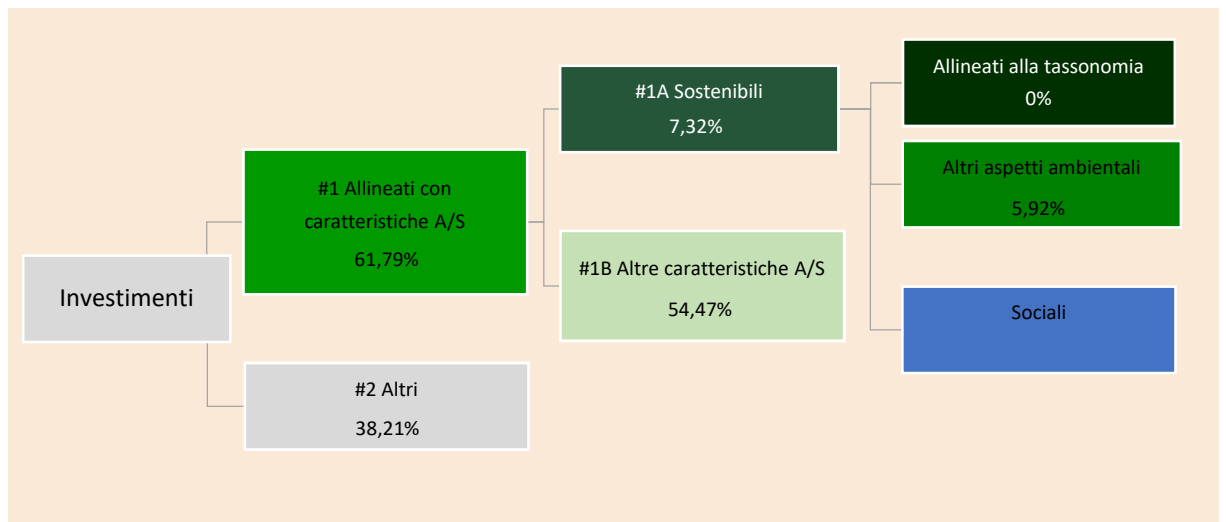 Investimenti
#1 Allineati con
caratteristiche A/S
61,79%
#2 Altri
38,21%
#1A Sostenibili
7,32%
#1B Altre caratteristiche A/S
54,47%
Allineati alla tassonomia
0%
Altri aspetti ambientali
5,92%
Sociali